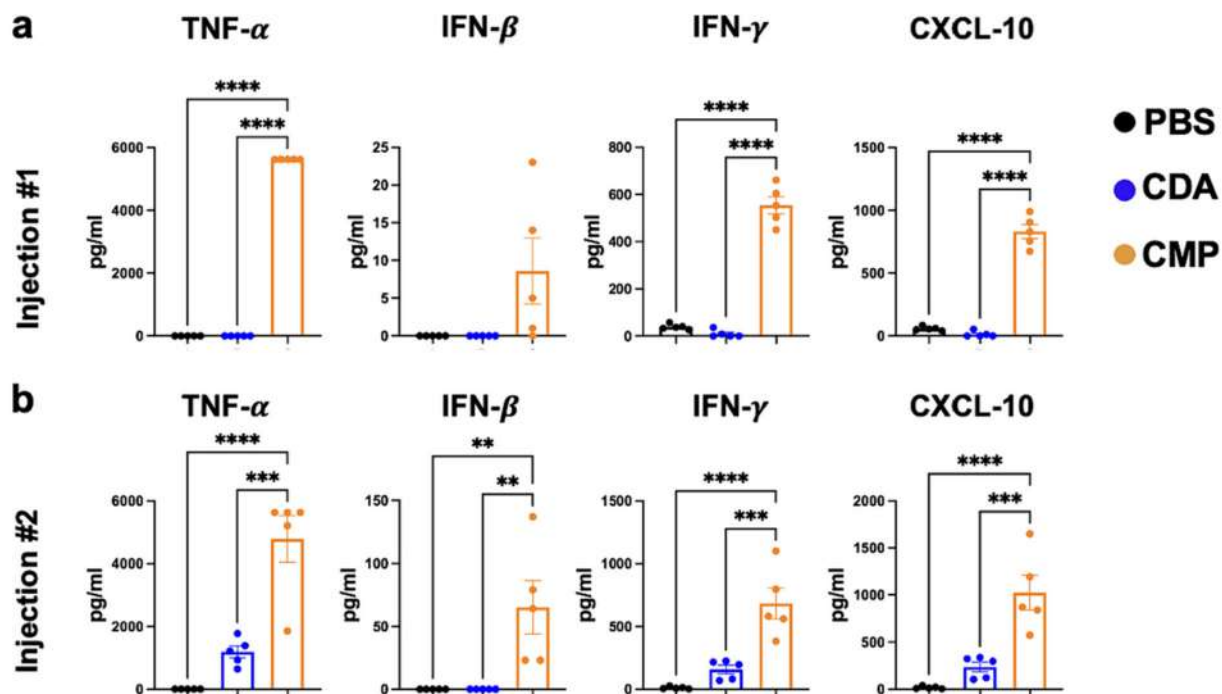 a
TNF-α IFN-β IFN-γ CXCL-10
Injection #1
**** ****
pg/ml
6000
4000
2000
0
pg/ml
25
20
15
10
5
0
**** ****
pg/ml
800
600
400
200
0
**** ****
pg/ml
1500
1000
500
0
PBS
CDA
CMP
b
TNF-α IFN-β IFN-γ CXCL-10
Injection #2
**** ***
pg/ml
6000
4000
2000
0
** **
pg/ml
150
100
50
0
**** ***
pg/ml
1500
1000
500
0
**** ***
pg/ml
2000
1500
1000
500
0